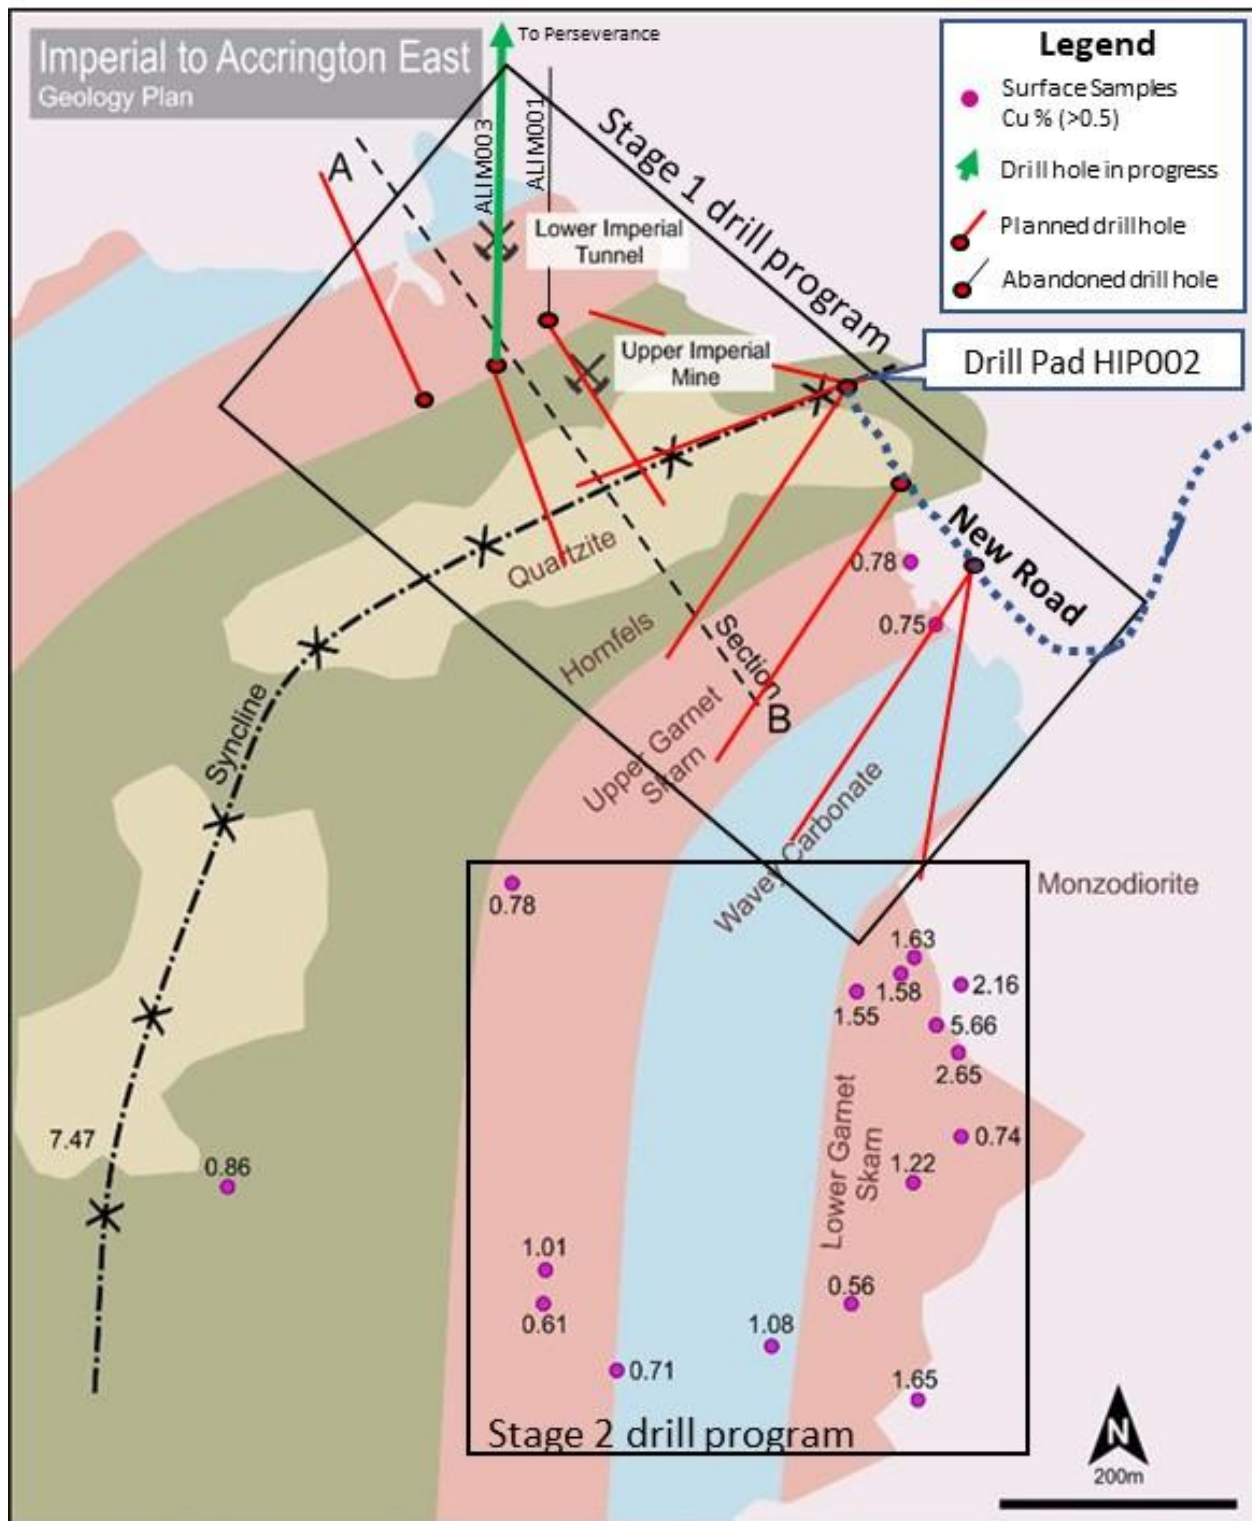 Imperial to Accrington East
Geology Plan
To Perseverance
Legend
Surface Samples
Cu % (>0.5)
Drill hole in progress
Planned drill hole
Abandoned drill hole
ALIM003
ALIM001
Stage 1 drill program
A
Lower Imperial
Tunnel
Upper Imperial
Mine
Drill Pad HIP002
New Road
Quartzite
0.78
0.75
Hornfels
Section
B
Syncline
Upper Garnet
Skarn
Wavey Carbonate
Monzodiorite
0.78
1.63
1.58
1.55
2.16
5.66
2.65
0.74
1.22
Lower Garnet
Skarn
7.47
0.86
1.01
0.61
0.56
1.08
0.71
1.65
Stage 2 drill program
N
200m